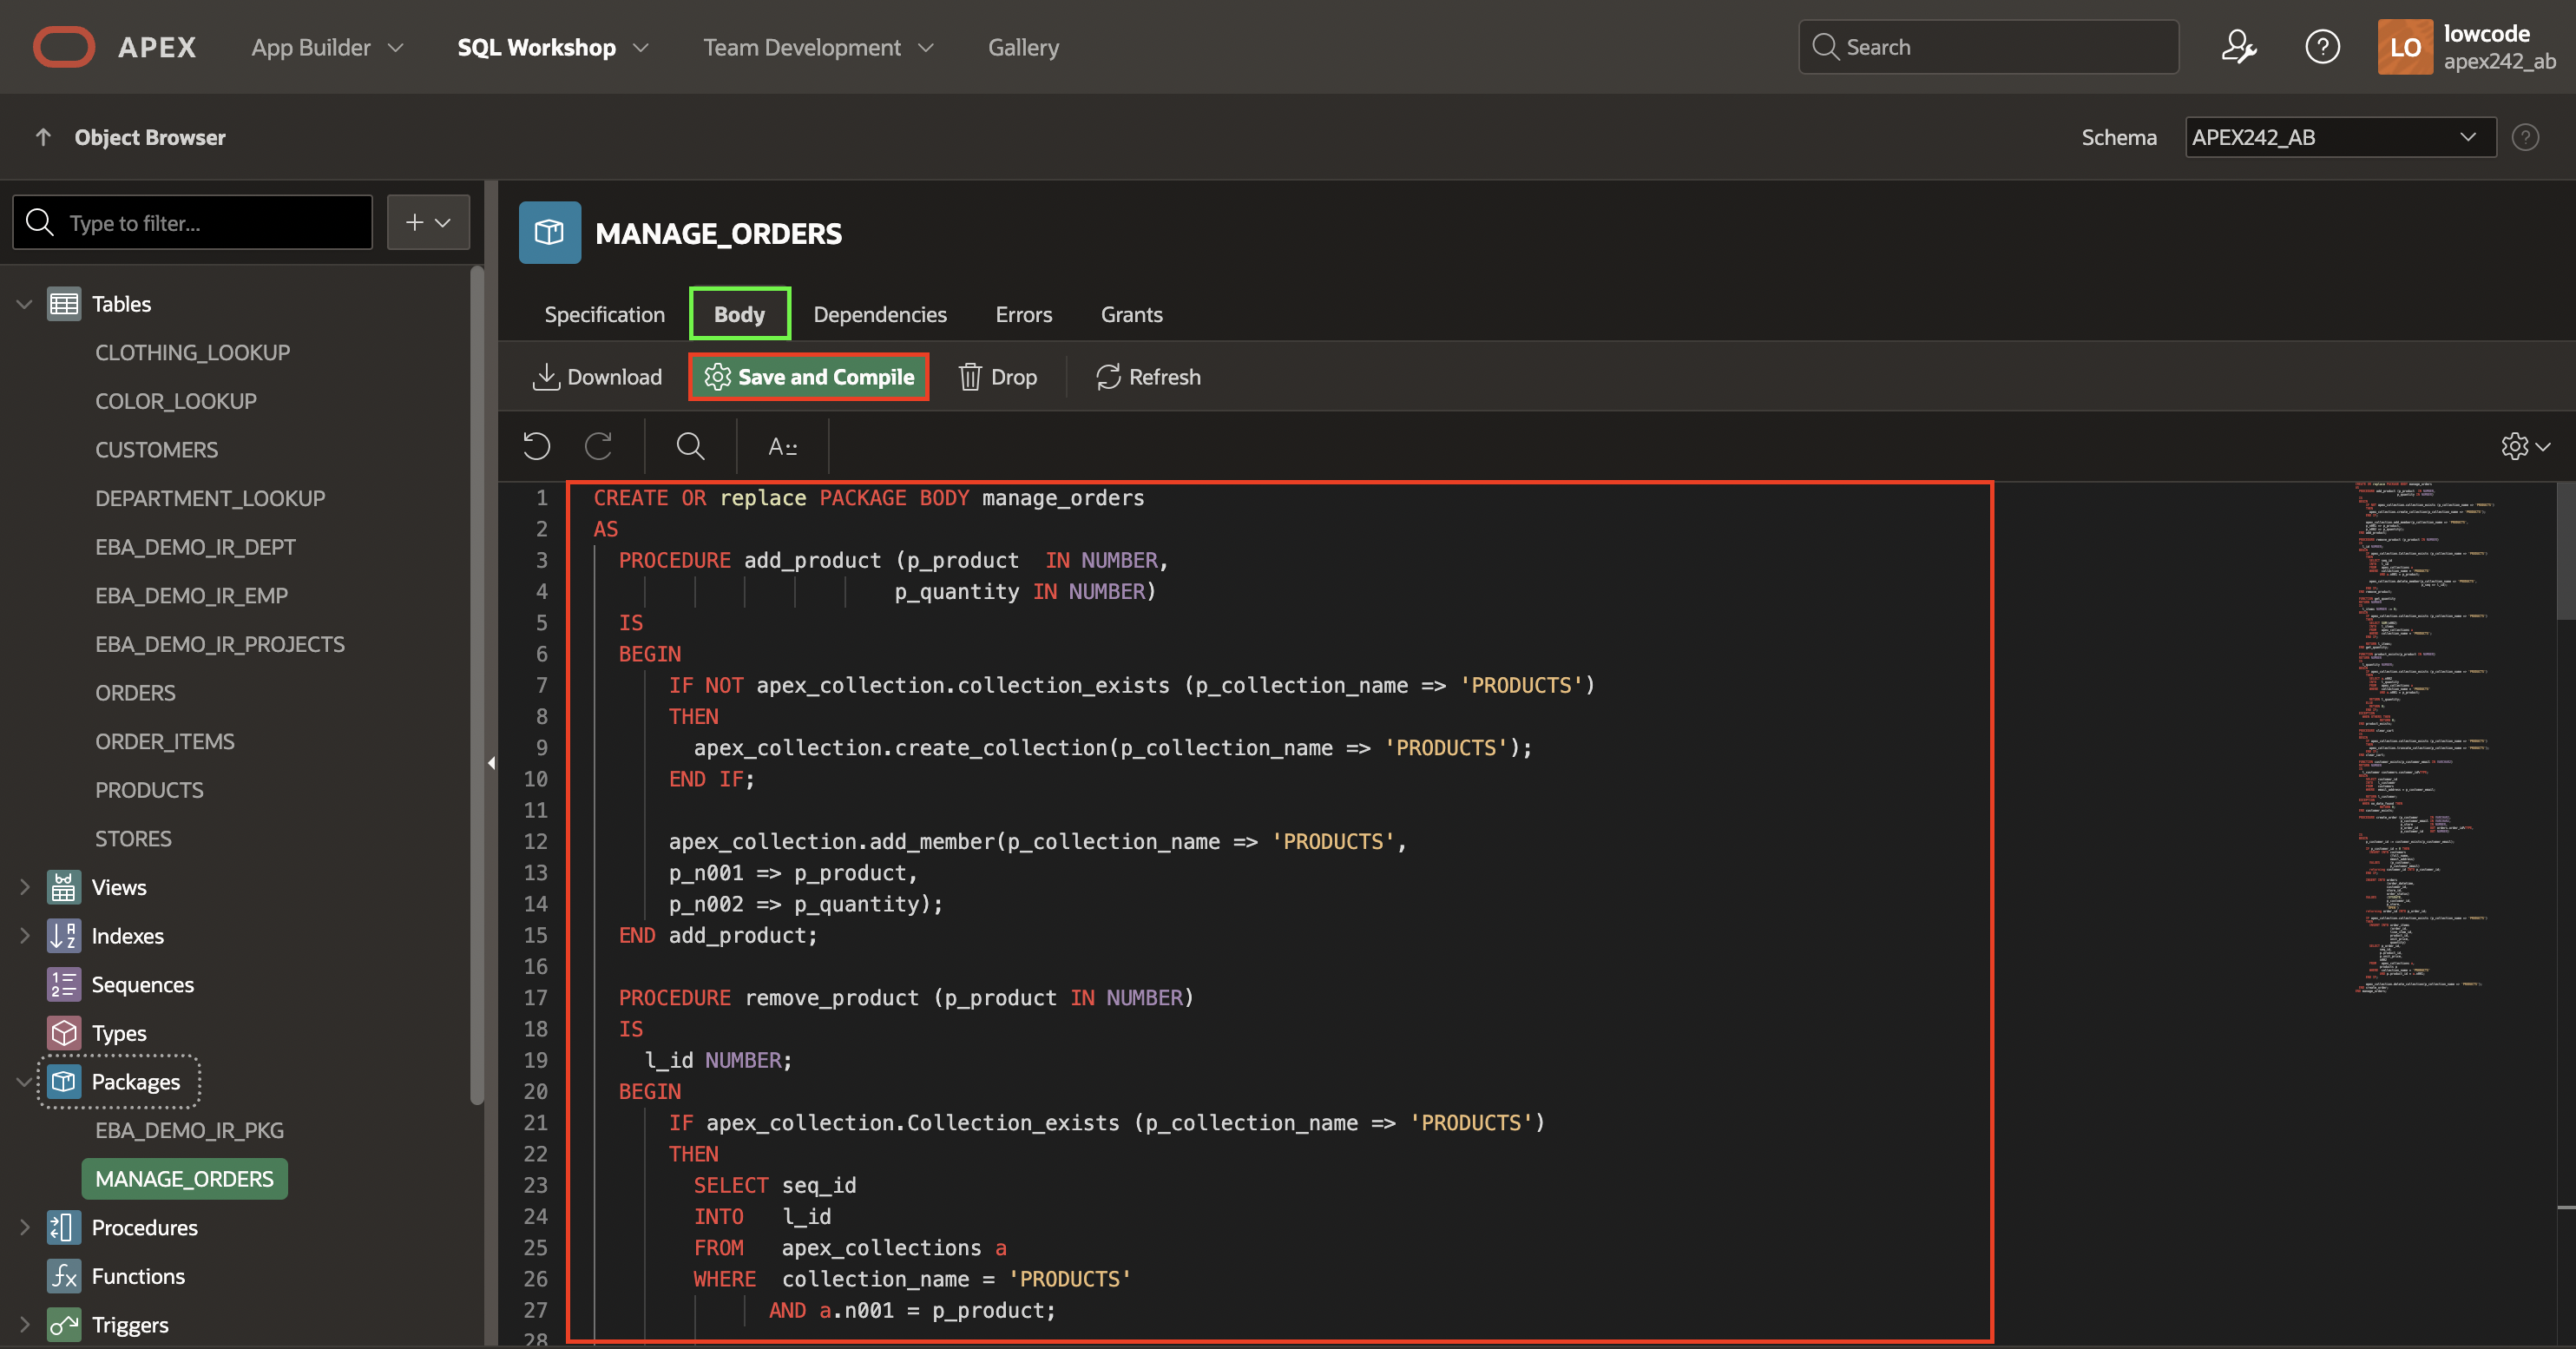 APEX App Builder SQL Workshop Team Development Gallery Search LO lowcode
apex242_ab
Object Browser Schema APEX242_AB
Type to filter...
Tables
CLOTHING_LOOKUP
COLOR_LOOKUP
CUSTOMERS
DEPARTMENT_LOOKUP
EBA_DEMO_IR_DEPT
EBA_DEMO_IR_EMP
EBA_DEMO_IR_PROJECTS
ORDERS
ORDER_ITEMS
PRODUCTS
STORES
Views
Indexes
Sequences
Types
Packages
EBA_DEMO_IR_PKG
MANAGE_ORDERS
Procedures
Functions
Triggers
MANAGE_ORDERS
Specification Body Dependencies Errors Grants
Download Save and Compile Drop Refresh
1 CREATE OR replace PACKAGE BODY manage_orders
2 AS
3 PROCEDURE add_product (p_product  IN NUMBER,
4 p_quantity IN NUMBER)
5 IS
6 BEGIN
7 IF NOT apex_collection.collection_exists (p_collection_name => 'PRODUCTS')
8 THEN
9 apex_collection.create_collection(p_collection_name => 'PRODUCTS');
10 END IF;
11
12 apex_collection.add_member(p_collection_name => 'PRODUCTS',
13 p_n001 => p_product,
14 p_n002 => p_quantity);
15 END add_product;
16
17 PROCEDURE remove_product (p_product IN NUMBER)
18 IS
19 l_id NUMBER;
20 BEGIN
21 IF apex_collection.Collection_exists (p_collection_name => 'PRODUCTS')
22 THEN
23 SELECT seq_id
24 INTO   l_id
25 FROM   apex_collections a
26 WHERE  collection_name = 'PRODUCTS'
27 AND a.n001 = p_product;
28